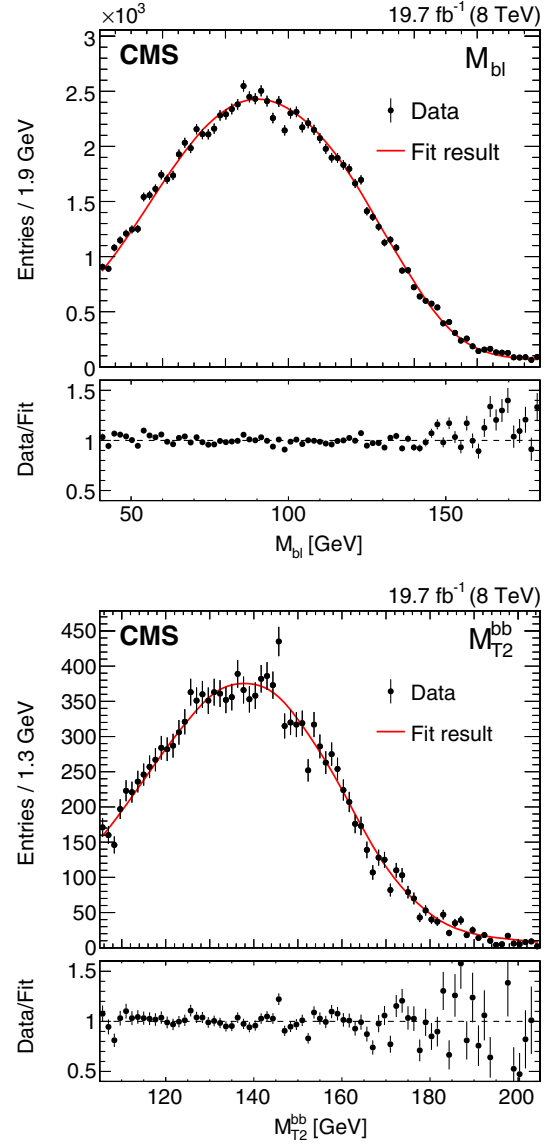 ×10³ 19.7 fb⁻¹ (8 TeV)
CMS M_bl
3
2.5
2
1.5
1
0.5
0
Entries / 1.9 GeV
Data
Fit result
1.5
1
0.5
Data/Fit
50 100 150
M_bl [GeV]
19.7 fb⁻¹ (8 TeV)
CMS M_T2^bb
450
400
350
300
250
200
150
100
50
0
Entries / 1.3 GeV
Data
Fit result
1.5
1
0.5
Data/Fit
120 140 160 180 200
M_T2^bb [GeV]